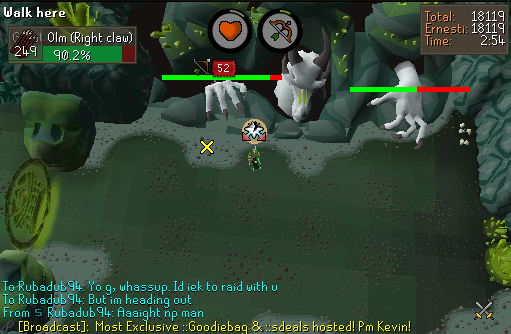 Walk here
Olm (Right claw)
249
90.2%
52
Total: 18119
Ernesti: 18119
Time: 2:54
To Rubadub94: Yo g, whassup. Id iek to raid with u
To Rubadub94: But im heading out
From S Rubadub94: Aaaight np man
[Broadcast]: Most Exclusive ::Goodiebag & ::sdeals hosted! Pm Kevin!